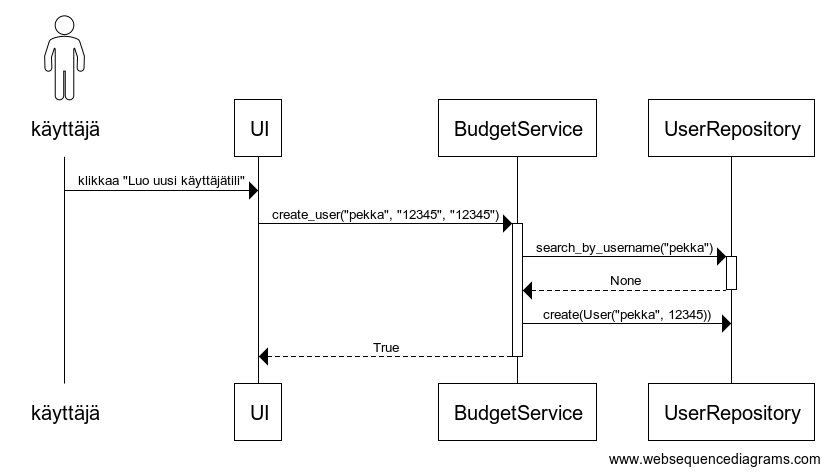 käyttäjä
UI
BudgetService
UserRepository
klikkaa "Luo uusi käyttäjätili"
create_user("pekka", "12345", "12345")
search_by_username("pekka")
None
create(User("pekka", 12345))
True
käyttäjä
UI
BudgetService
UserRepository
www.websequencediagrams.com